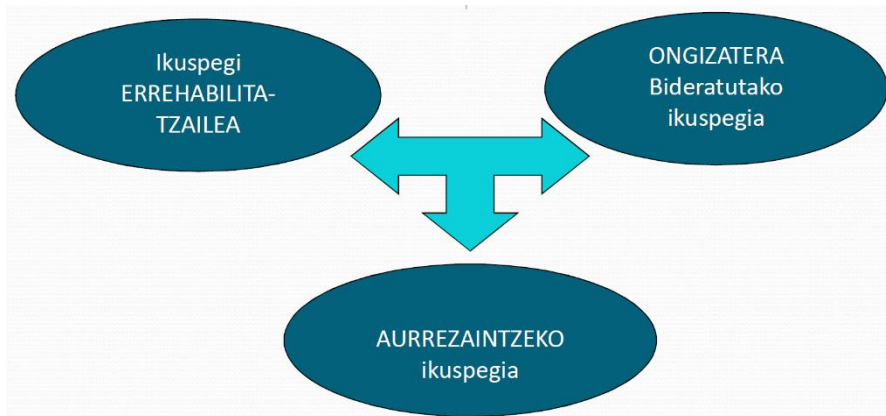 Ikuspegi
ERREHABILITA-
TZAILEA
ONGIZATERA
Bideratutako
ikuspegia
AURREZAINTZEKO
ikuspegia